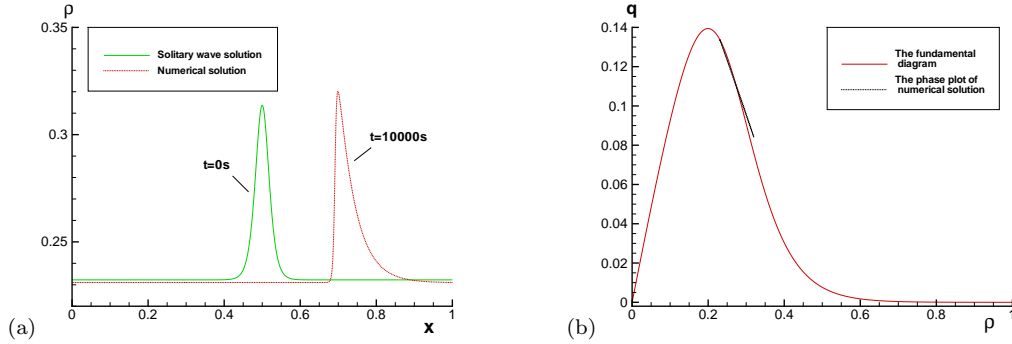 ρ
0.35
0.3
0.25
Solitary wave solution
Numerical solution
t=0s
t=10000s
0 0.2 0.4 0.6 0.8 1
x
(a)
q
0.14
0.12
0.1
0.08
0.06
0.04
0.02
0
The fundamental
diagram
The phase plot of
numerical solution
0 0.2 0.4 0.6 0.8 1
ρ
(b)